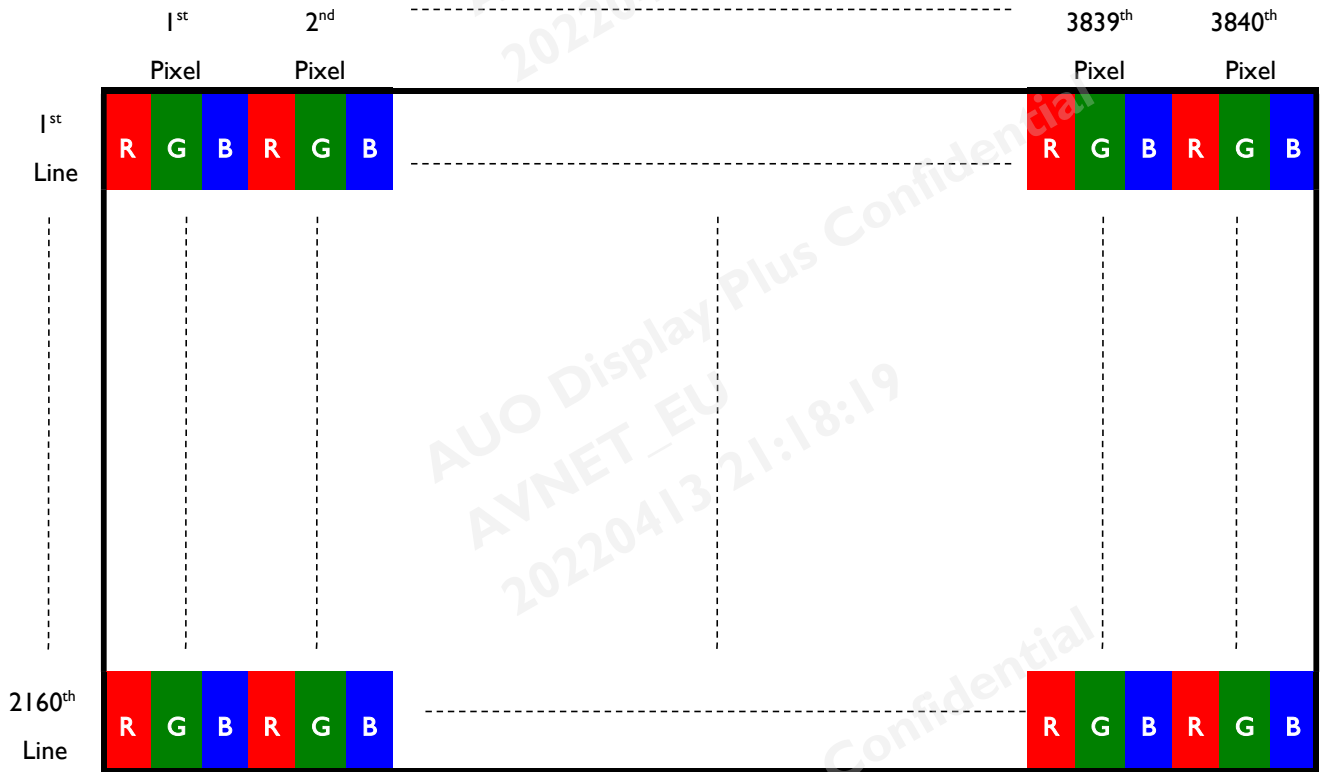 1st 2nd 3839th 3840th
Pixel Pixel Pixel Pixel
1st
Line
R G B R G B R G B R G B
2160th
Line
R G B R G B R G B R G B
AUO Display Plus Confidential
AVNET_EU
20220413 21:18:19
Confidential